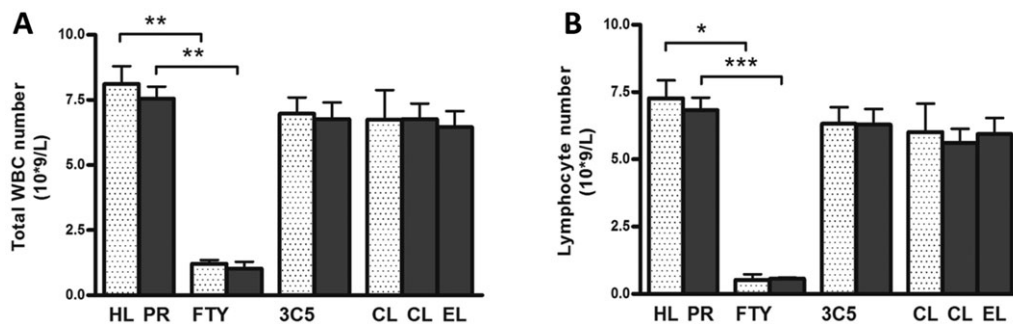 A
Total WBC number
(10*9/L)
10.0
7.5
5.0
2.5
0.0
**
**
HL PR FTY 3C5 CL CL EL
B
Lymphocyte number
(10*9/L)
10.0
7.5
5.0
2.5
0.0
*
***
HL PR FTY 3C5 CL CL EL